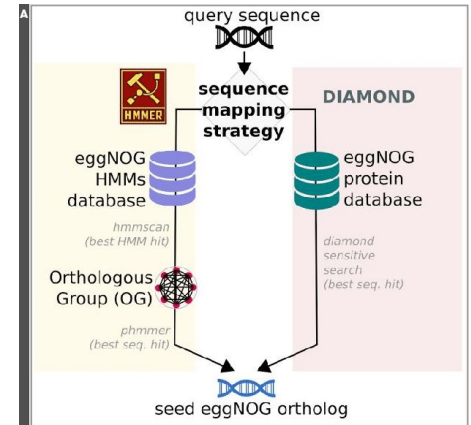 A
query sequence
HMMER
sequence
mapping
strategy
DIAMOND
eggNOG
HMMs
database
eggNOG
protein
database
hmmscan
(best HMM hit)
diamond
sensitive
search
(best seq. hit)
Orthologous
Group (OG)
phmmer
(best seq. hit)
seed eggNOG ortholog